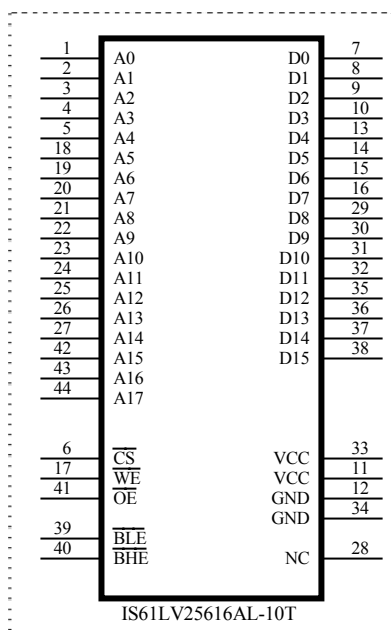 1 A0 D0 7
2 A1 D1 8
3 A2 D2 9
4 A3 D3 10
5 A4 D4 13
18 A5 D5 14
19 A6 D6 15
20 A7 D7 16
21 A8 D8 29
22 A9 D9 30
23 A10 D10 31
24 A11 D11 32
25 A12 D12 35
26 A13 D13 36
27 A14 D14 37
42 A15 D15 38
43 A16
44 A17
6 CS VCC 33
17 WE VCC 11
41 OE GND 12
GND 34
39 BLE
40 BHE NC 28
IS61LV25616AL-10T